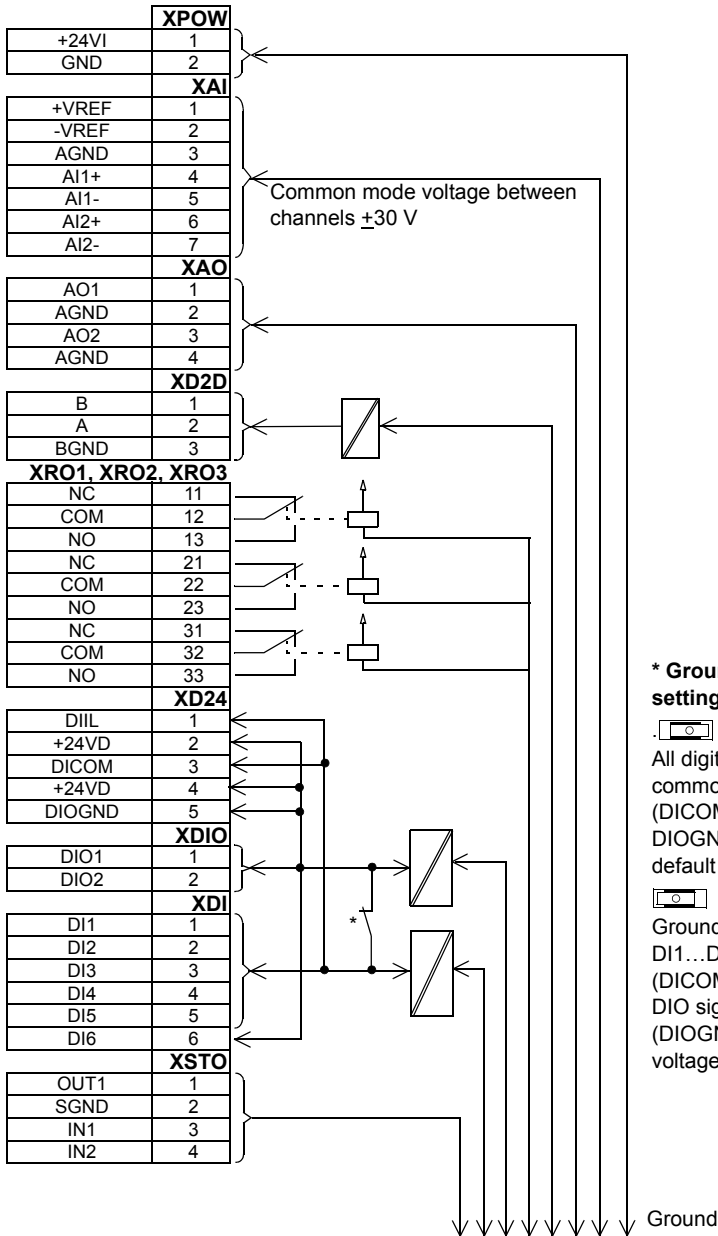 XPOW
+24VI 1
GND 2
XAI
+VREF 1
-VREF 2
AGND 3
AI1+ 4
AI1- 5
AI2+ 6
AI2- 7
Common mode voltage between
channels ±30 V
XAO
AO1 1
AGND 2
AO2 3
AGND 4
XD2D
B 1
A 2
BGND 3
XRO1, XRO2, XRO3
NC 11
COM 12
NO 13
NC 21
COM 22
NO 23
NC 31
COM 32
NO 33
XD24
DIIL 1
+24VD 2
DICOM 3
+24VD 4
DIOGND 5
XDIO
DIO1 1
DIO2 2
XDI
DI1 1
DI2 2
DI3 3
DI4 4
DI5 5
DI6 6
*
XSTO
OUT1 1
SGND 2
IN1 3
IN2 4
* Grou
setting
.
All digit
commo
(DICOM
DIOGN
default
Ground
DI1…D
(DICOM
DIO sig
(DIOGN
voltage
Ground